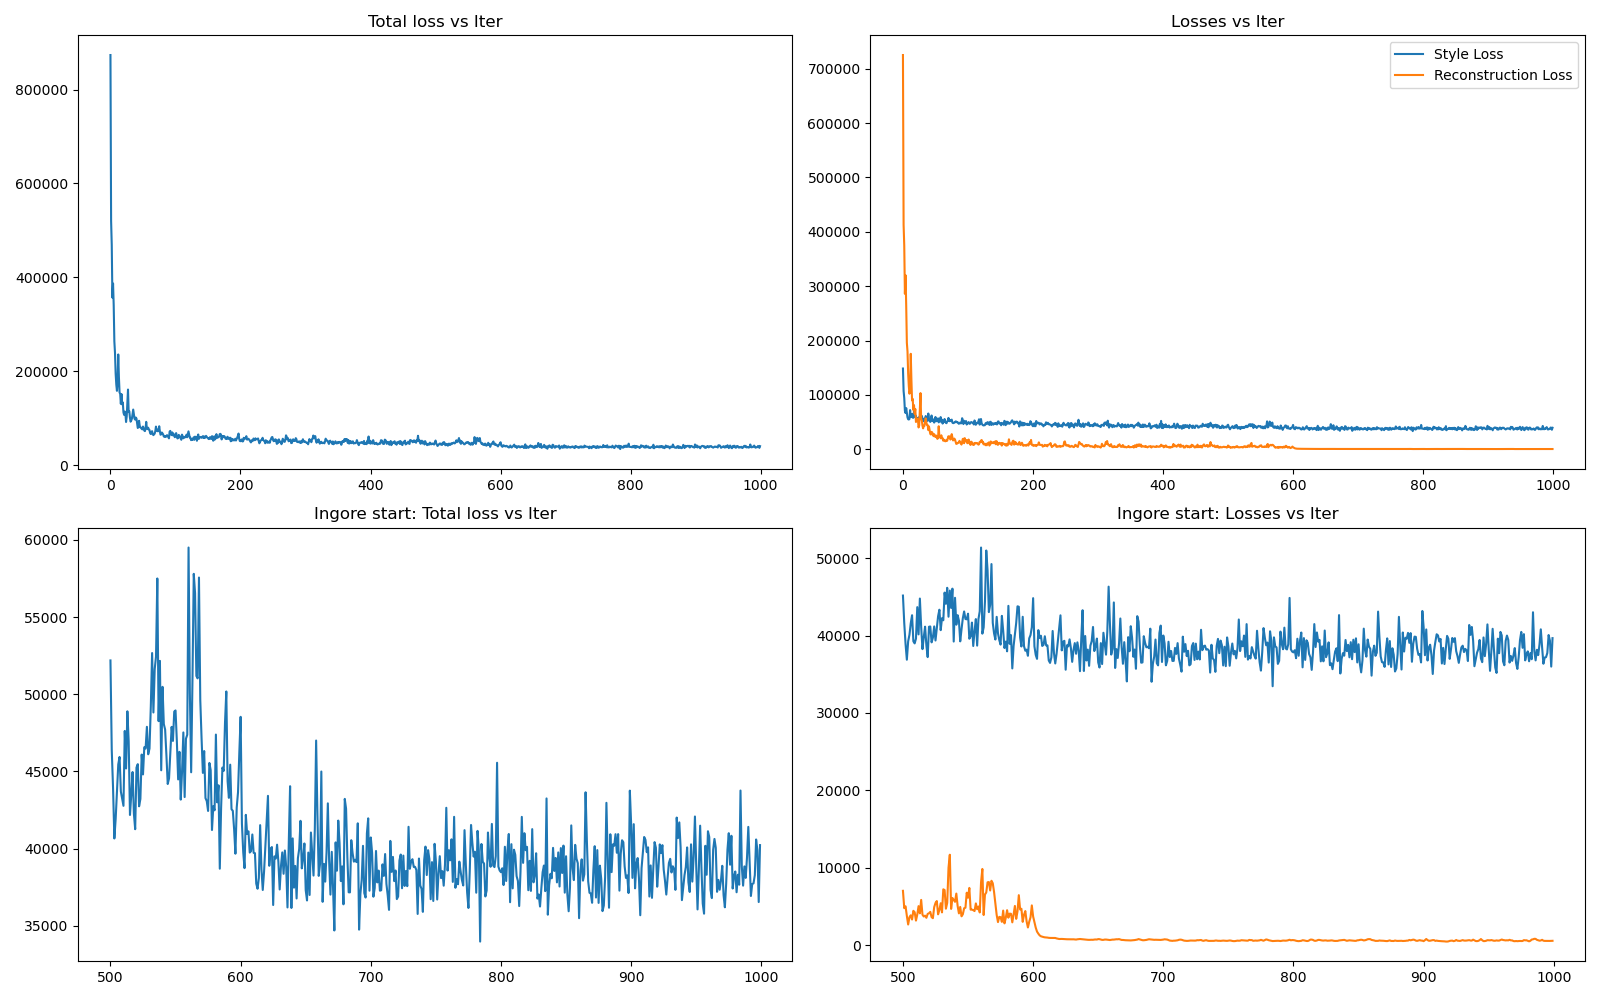 Total loss vs Iter
800000
600000
400000
200000
0
0 200 400 600 800 1000
Losses vs Iter
Style Loss
Reconstruction Loss
700000
600000
500000
400000
300000
200000
100000
0
0 200 400 600 800 1000
Ingore start: Total loss vs Iter
60000
55000
50000
45000
40000
35000
500 600 700 800 900 1000
Ingore start: Losses vs Iter
50000
40000
30000
20000
10000
0
500 600 700 800 900 1000